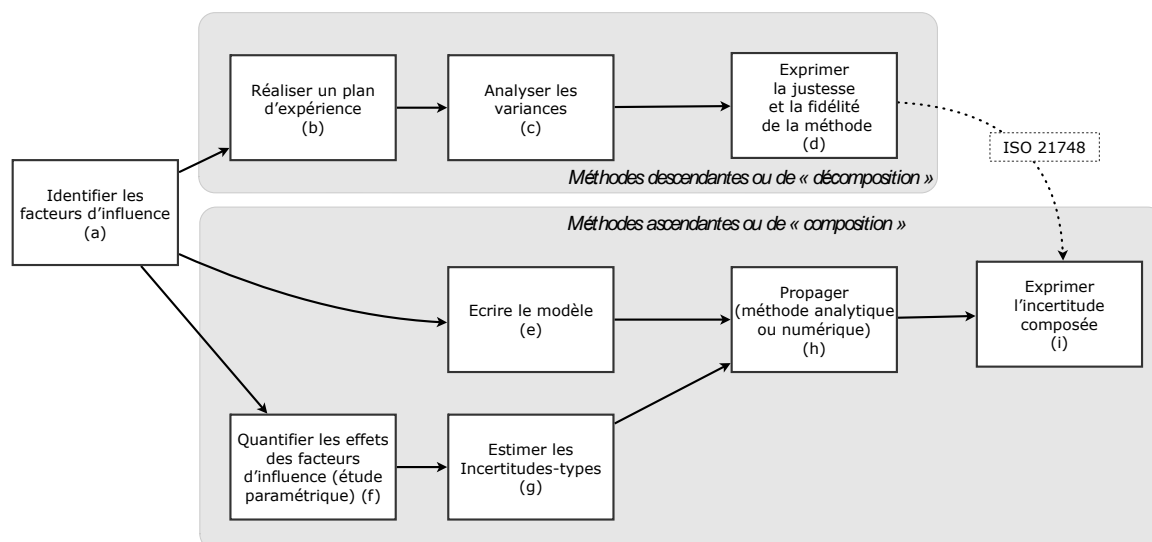 Réaliser un plan
d’expérience
(b)
Analyser les
variances
(c)
Exprimer
la justesse
et la fidélité
de la méthode
(d)
ISO 21748
Méthodes descendantes ou de « décomposition »
Identifier les
facteurs d’influence
(a)
Méthodes ascendantes ou de « composition »
Ecrire le modèle
(e)
Propager
(méthode analytique
ou numérique)
(h)
Exprimer
l’incertitude
composée
(i)
Quantifier les effets
des facteurs
d’influence (étude
paramétrique) (f)
Estimer les
Incertitudes-types
(g)